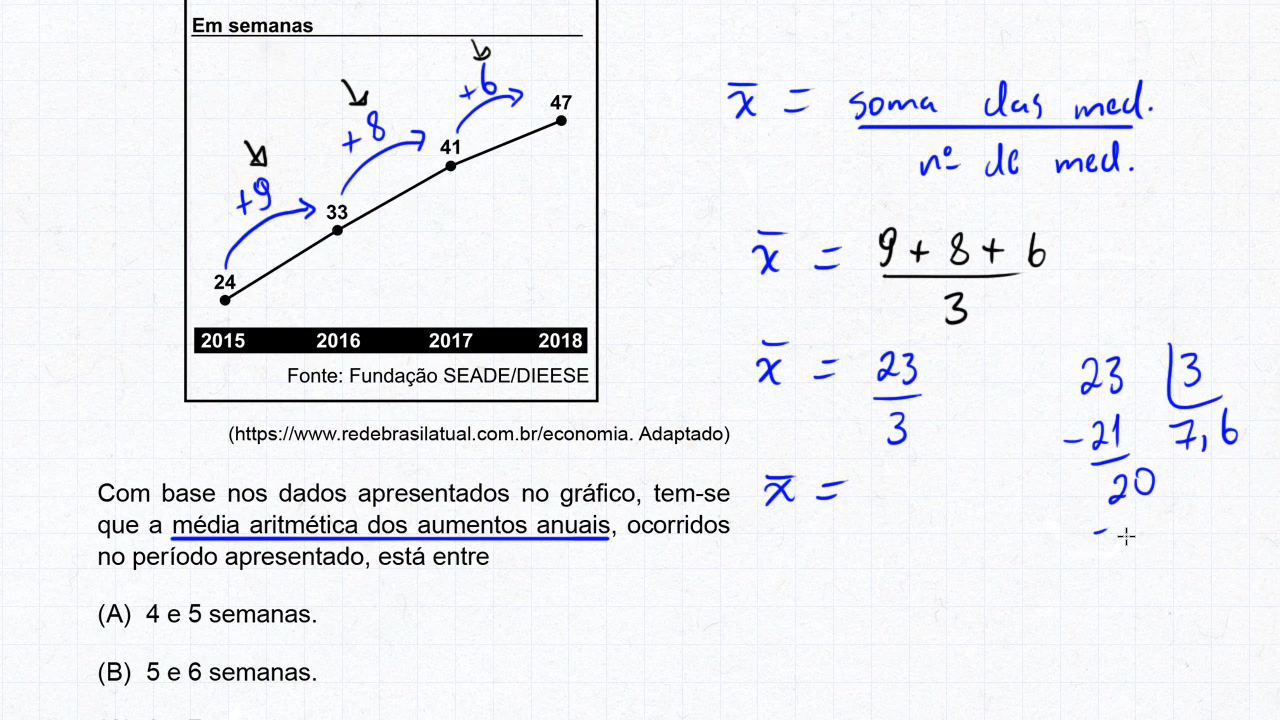 Em semanas
+9
+8
+6
24
33
41
47
2015 2016 2017 2018
Fonte: Fundação SEADE/DIEESE
(https://www.redebrasilatual.com.br/economia. Adaptado)
Com base nos dados apresentados no gráfico, tem-se
que a média aritmética dos aumentos anuais, ocorridos
no período apresentado, está entre
(A) 4 e 5 semanas.
(B) 5 e 6 semanas.
x̄ = soma das med.
nº de med.
x̄ = 9 + 8 + 6
3
x̄ = 23
3
x̄ =
23 3
-21 7,6
20
-